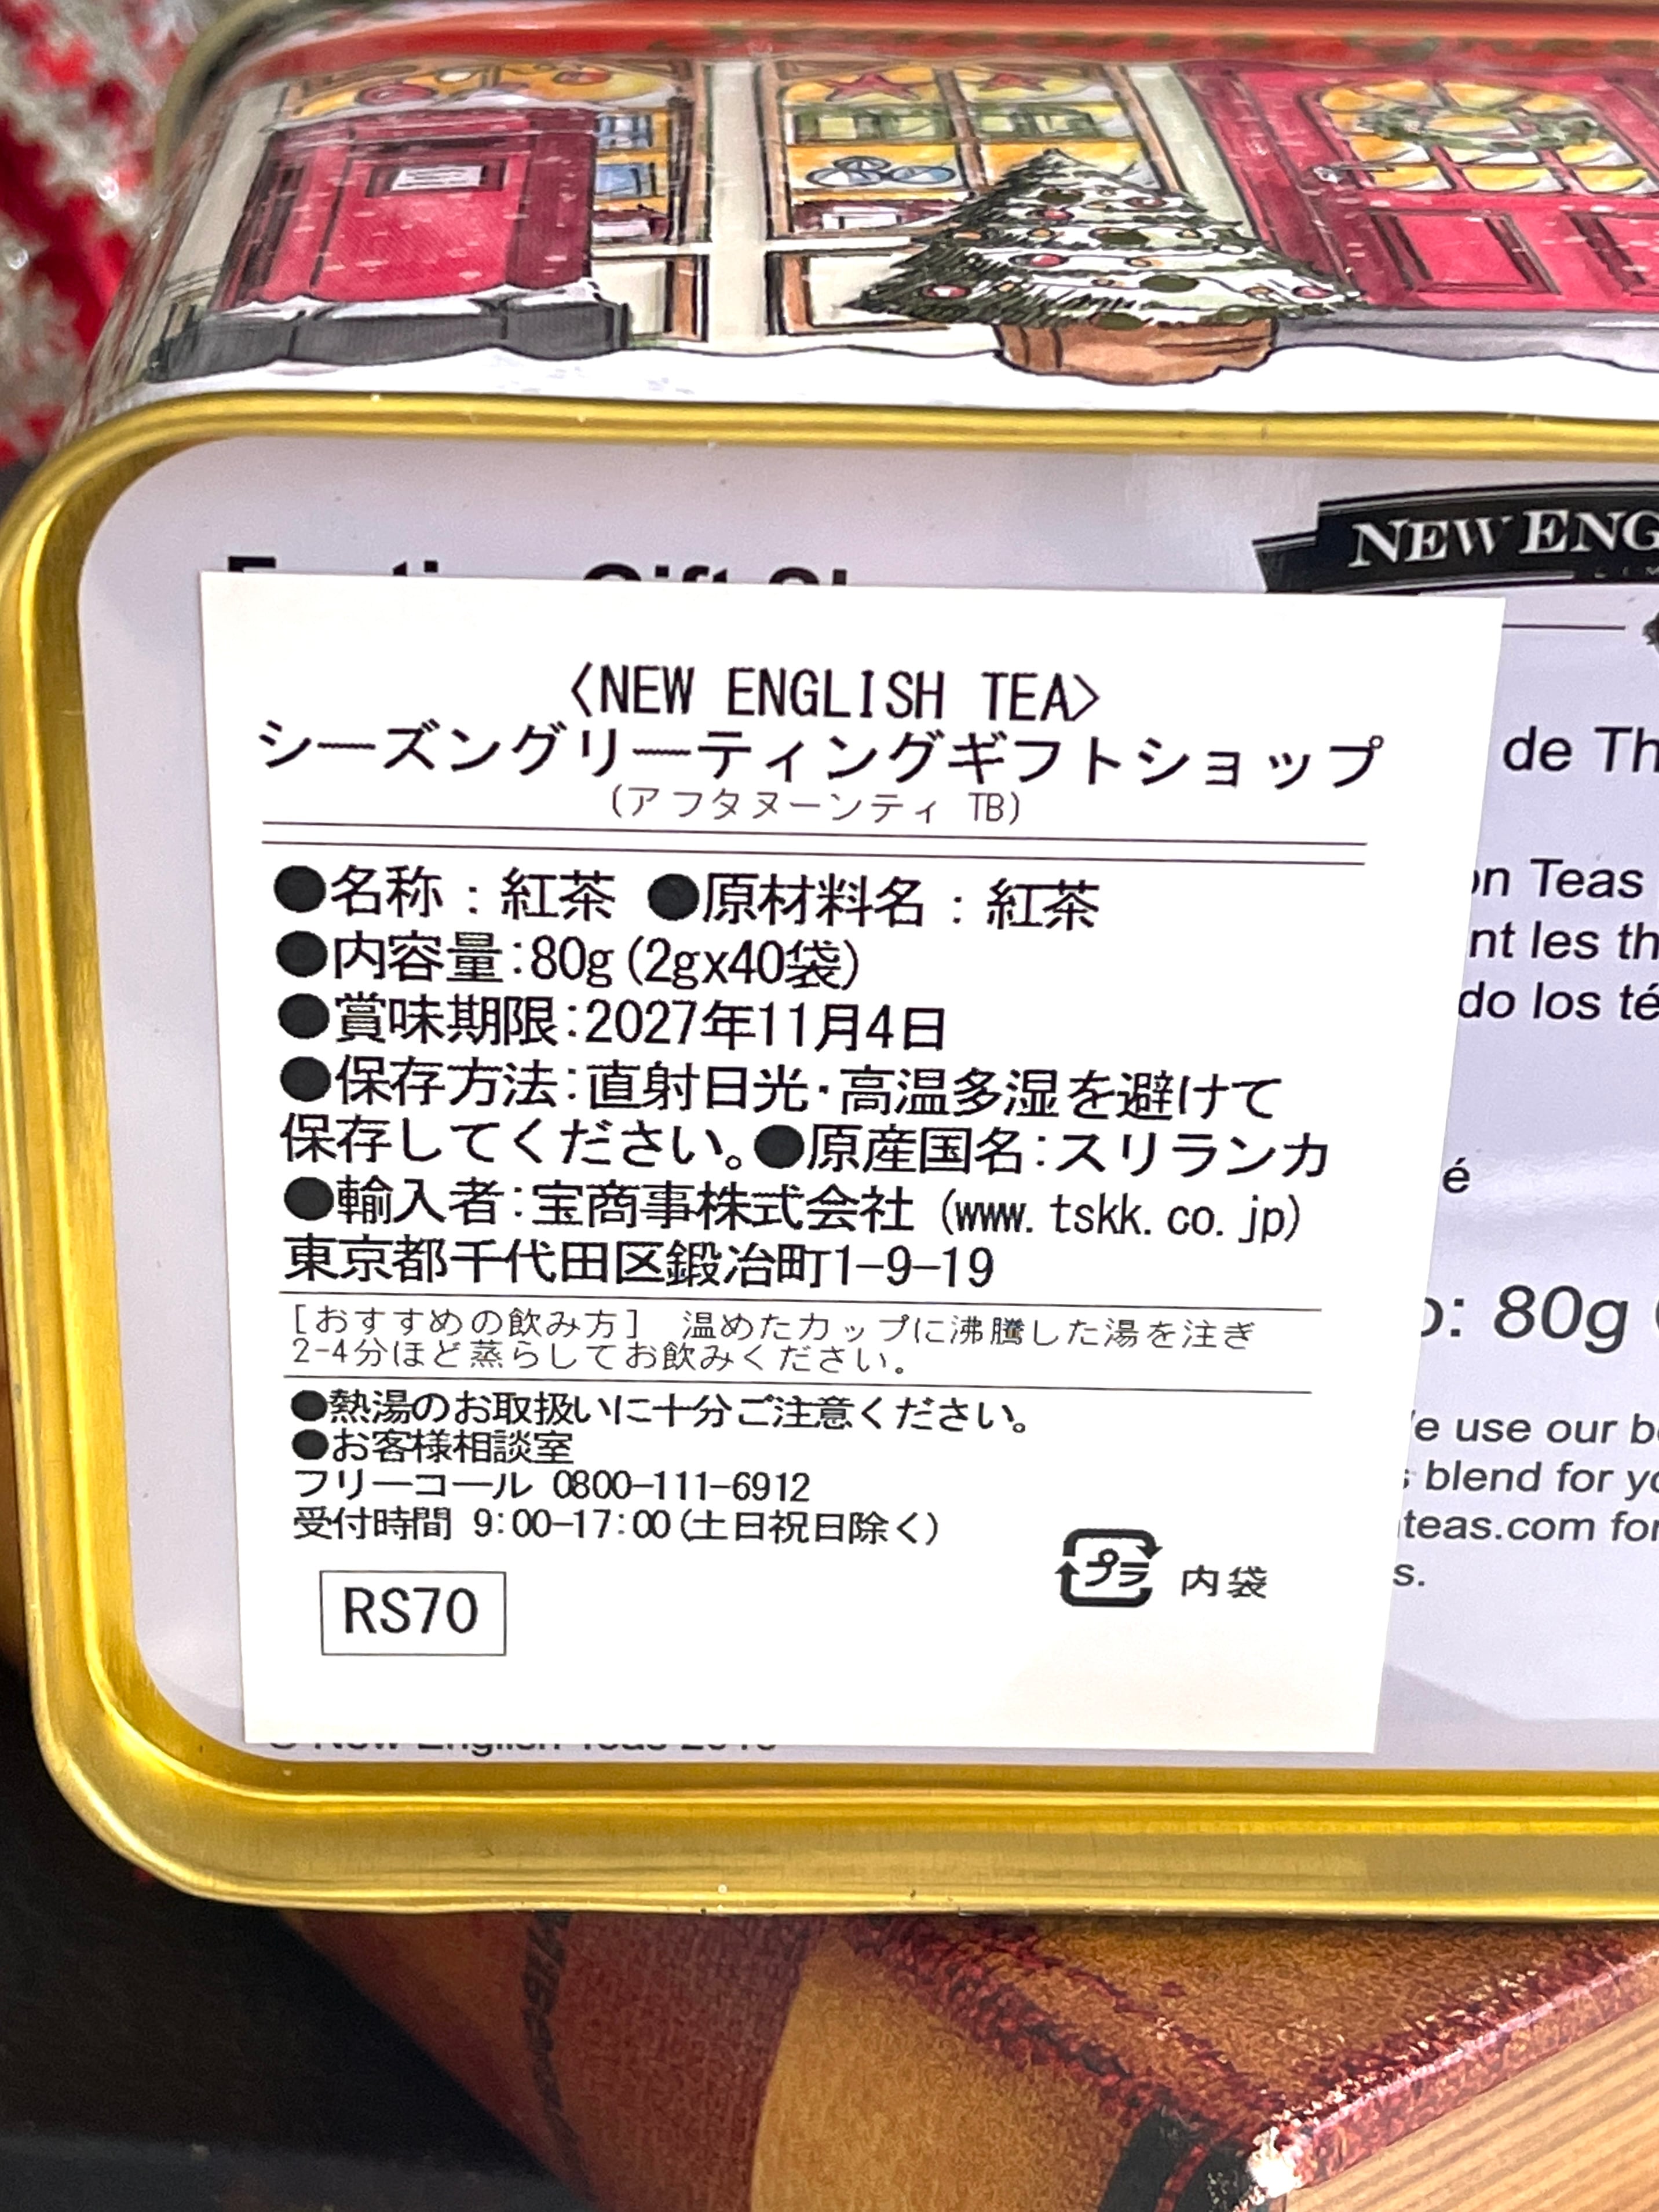 NEW ENG
〈NEW ENGLISH TEA〉
シーズングリーティングギフトショップ
(アフタヌーンティ TB)
●名称：紅茶 ●原材料名：紅茶
●内容量:80g(2gx40袋)
●賞味期限:2027年11月4日
●保存方法:直射日光･高温多湿を避けて
保存してください｡●原産国名:スリランカ
●輸入者:宝商事株式会社 (www.tskk.co.jp)
東京都千代田区鍛冶町1-9-19
[おすすめの飲み方] 温めたカップに沸騰した湯を注ぎ
2-4分ほど蒸らしてお飲みください。
●熱湯のお取扱いに十分ご注意ください。
●お客様相談室
フリーコール 0800-111-6912
受付時間 9:00-17:00(土日祝日除く)
プラ 内袋
RS70
de Th
on Teas
nt les th
do los té
é
: 80g
e use our b
blend for yo
teas.com for
s.